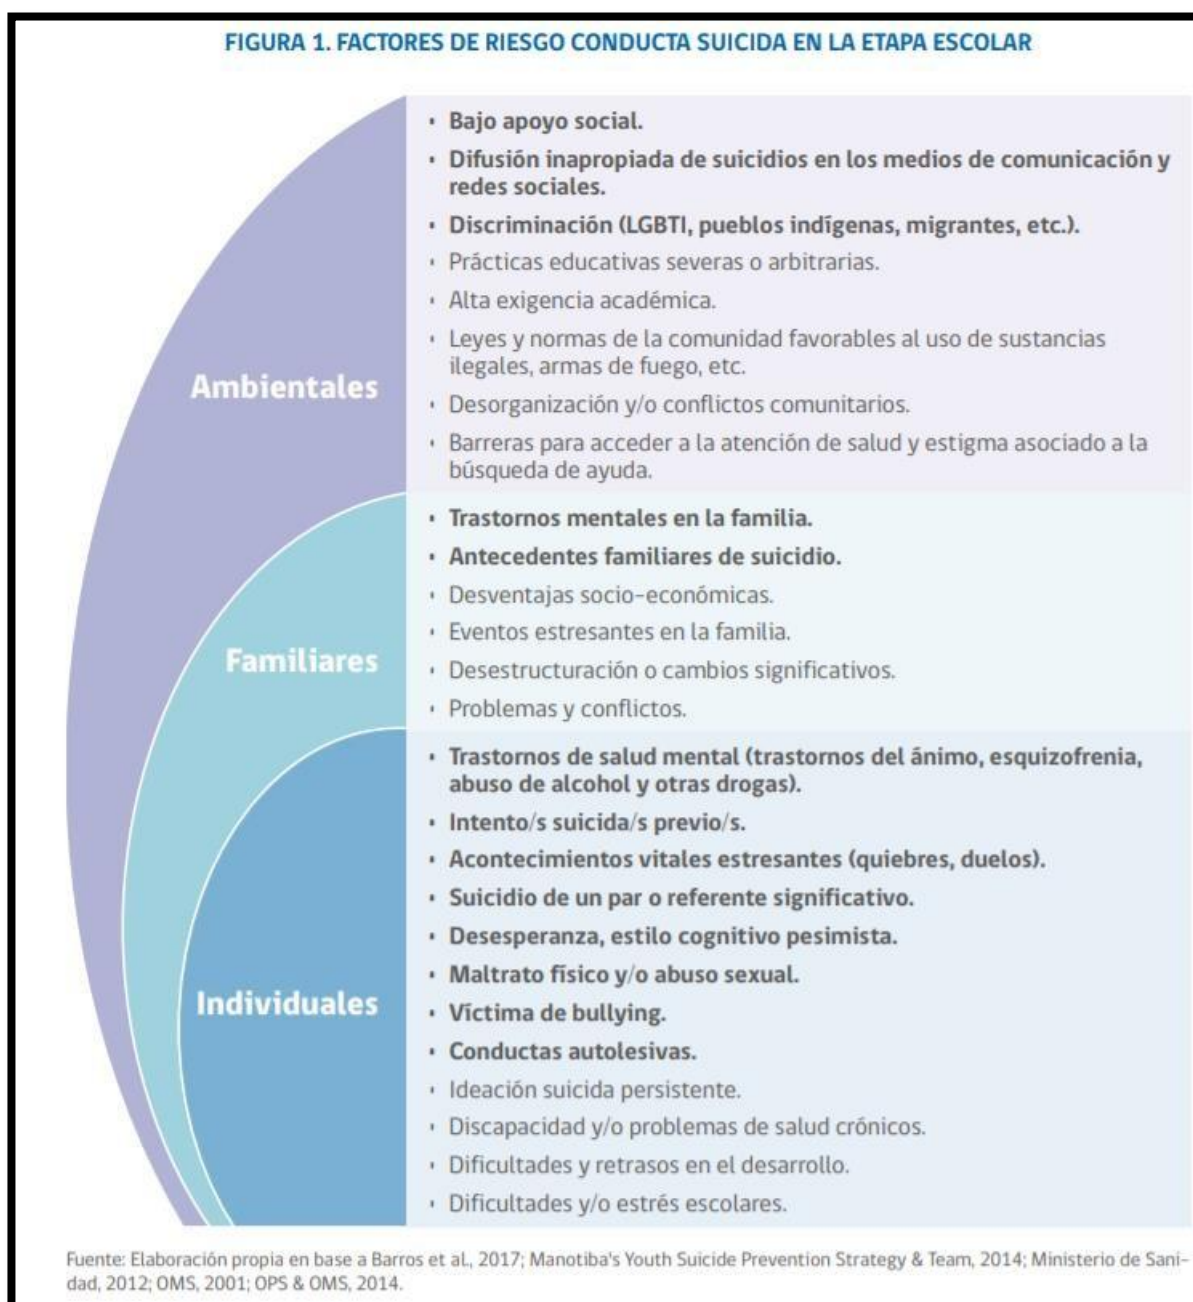 FIGURA 1. FACTORES DE RIESGO CONDUCTA SUICIDA EN LA ETAPA ESCOLAR
Ambientales
• Bajo apoyo social.
• Difusión inapropiada de suicidios en los medios de comunicación y
redes sociales.
• Discriminación (LGBTI, pueblos indígenas, migrantes, etc.).
• Prácticas educativas severas o arbitrarias.
• Alta exigencia académica.
• Leyes y normas de la comunidad favorables al uso de sustancias
ilegales, armas de fuego, etc.
• Desorganización y/o conflictos comunitarios.
• Barreras para acceder a la atención de salud y estigma asociado a la
búsqueda de ayuda.
Familiares
• Trastornos mentales en la familia.
• Antecedentes familiares de suicidio.
• Desventajas socio-económicas.
• Eventos estresantes en la familia.
• Desestructuración o cambios significativos.
• Problemas y conflictos.
Individuales
• Trastornos de salud mental (trastornos del ánimo, esquizofrenia,
abuso de alcohol y otras drogas).
• Intento/s suicida/s previo/s.
• Acontecimientos vitales estresantes (quiebres, duelos).
• Suicidio de un par o referente significativo.
• Desesperanza, estilo cognitivo pesimista.
• Maltrato físico y/o abuso sexual.
• Víctima de bullying.
• Conductas autolesivas.
• Ideación suicida persistente.
• Discapacidad y/o problemas de salud crónicos.
• Dificultades y retrasos en el desarrollo.
• Dificultades y/o estrés escolares.
Fuente: Elaboración propia en base a Barros et al., 2017; Manotiba's Youth Suicide Prevention Strategy & Team, 2014; Ministerio de Sani-
dad, 2012; OMS, 2001; OPS & OMS, 2014.